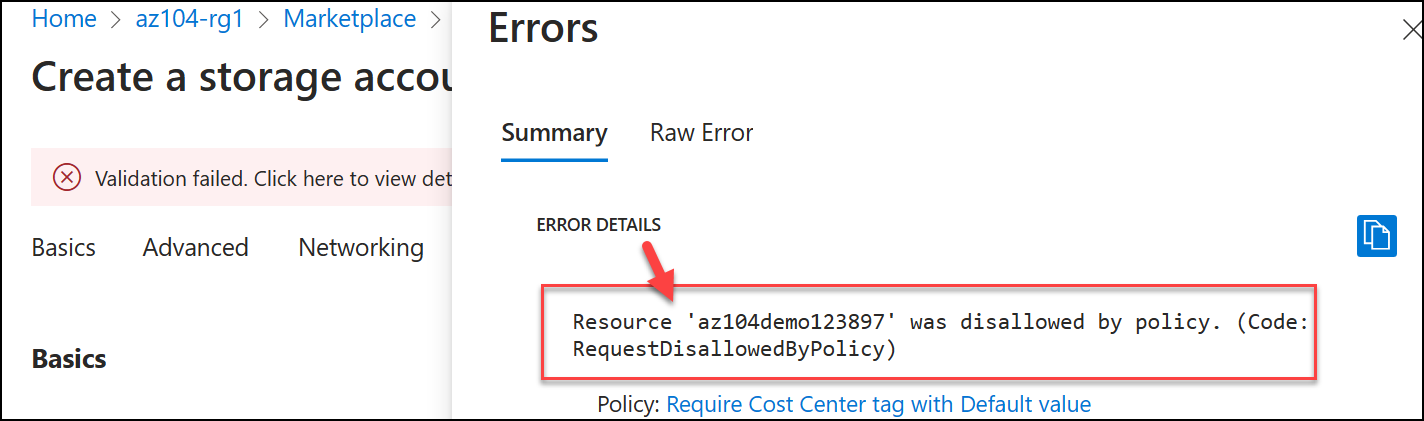 Home > az104-rg1 > Marketplace >
Create a storage accou
Validation failed. Click here to view det
Basics Advanced Networking
Basics
Errors
Summary Raw Error
ERROR DETAILS
Resource 'az104demo123897' was disallowed by policy. (Code:
RequestDisallowedByPolicy)
Policy: Require Cost Center tag with Default value